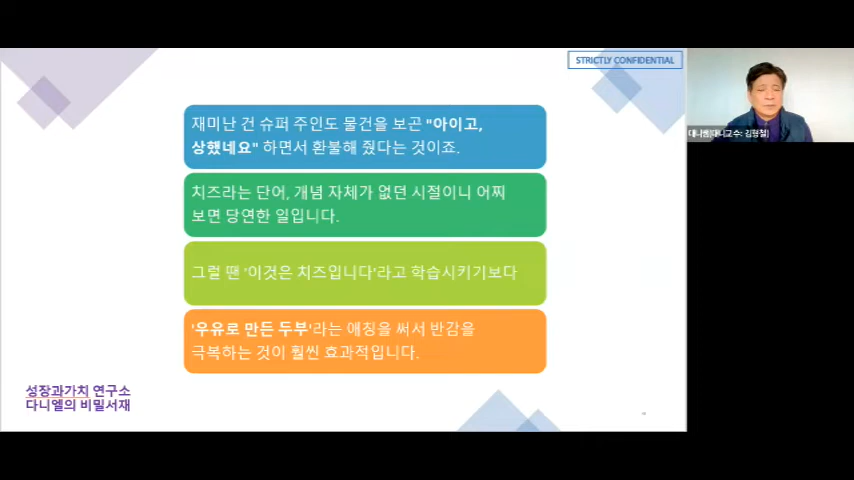 STRICTLY CONFIDENTIAL
재미난 건 슈퍼 주인도 물건을 보곤 "아이고,
상했네요" 하면서 환불해 줬다는 것이죠.
치즈라는 단어, 개념 자체가 없던 시절이니 어찌
보면 당연한 일입니다.
그럴 땐 '이것은 치즈입니다'라고 학습시키기보다
'우유로 만든 두부'라는 애칭을 써서 반감을
극복하는 것이 훨씬 효과적입니다.
성장과가치 연구소
다니엘의 비밀서재